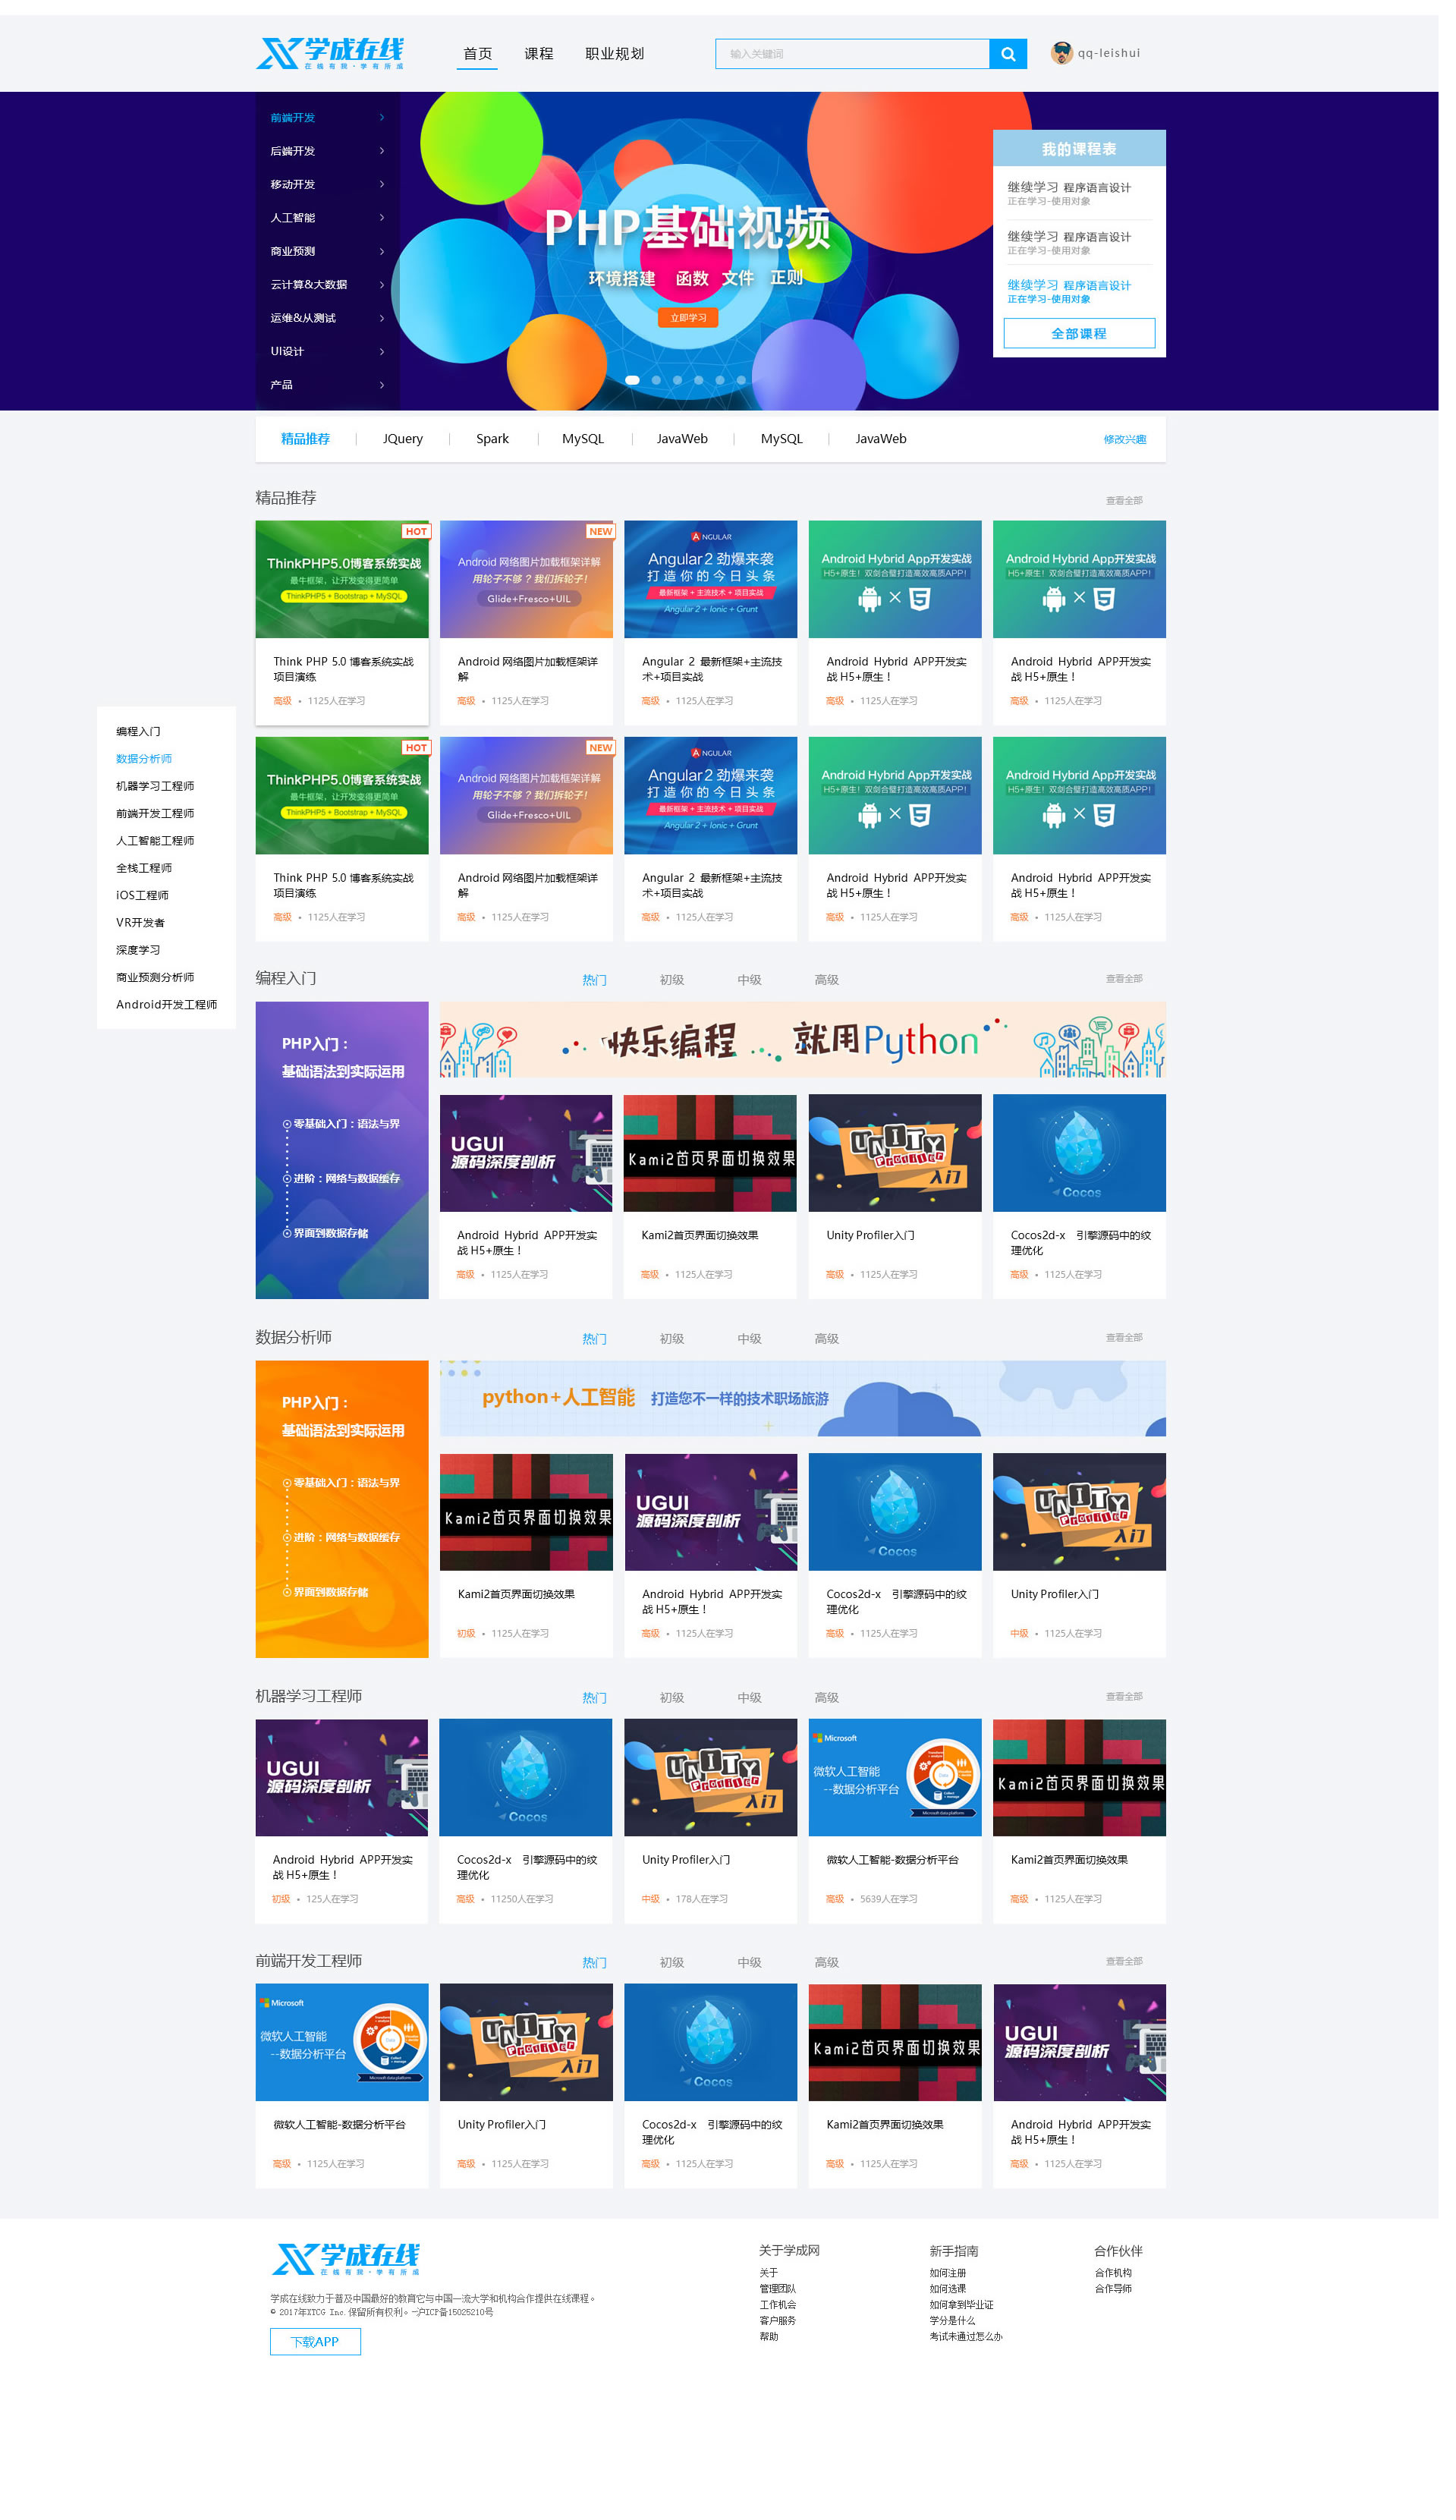 学成在线
在线有我·学有所成
首页 课程 职业规划
输入关键词
qq-leishui
前端开发
后端开发
移动开发
人工智能
商业预测
云计算&大数据
运维&从测试
UI设计
产品
PHP基础视频
环境搭建 函数 文件 正则
立即学习
我的课程表
继续学习 程序语言设计
正在学习-使用对象
继续学习 程序语言设计
正在学习-使用对象
继续学习 程序语言设计
正在学习-使用对象
全部课程
精品推荐 JQuery Spark MySQL JavaWeb MySQL JavaWeb 修改兴趣
精品推荐 查看全部
HOT
ThinkPHP5.0博客系统实战
最牛框架，让开发变得更简单
ThinkPHP5 + Bootstrap + MySQL
Think PHP 5.0 博客系统实战
项目演练
高级 • 1125人在学习
NEW
Android 网络图片加载框架详解
用轮子不够？我们拆轮子！
Glide+Fresco+UIL
Android 网络图片加载框架详
解
高级 • 1125人在学习
ANGULAR
Angular2 劲爆来袭
打造你的今日头条
最新框架 + 主流技术 + 项目实战
Angular 2 + Ionic + Grunt
Angular 2 最新框架+主流技
术+项目实战
高级 • 1125人在学习
Android Hybrid App开发实战
H5+原生！双剑合璧打造高效高质APP！
Android Hybrid APP开发实
战 H5+原生！
高级 • 1125人在学习
Android Hybrid App开发实战
H5+原生！双剑合璧打造高效高质APP！
Android Hybrid APP开发实
战 H5+原生！
高级 • 1125人在学习
HOT
ThinkPHP5.0博客系统实战
最牛框架，让开发变得更简单
ThinkPHP5 + Bootstrap + MySQL
Think PHP 5.0 博客系统实战
项目演练
高级 • 1125人在学习
NEW
Android 网络图片加载框架详解
用轮子不够？我们拆轮子！
Glide+Fresco+UIL
Android 网络图片加载框架详
解
高级 • 1125人在学习
ANGULAR
Angular2 劲爆来袭
打造你的今日头条
最新框架 + 主流技术 + 项目实战
Angular 2 + Ionic + Grunt
Angular 2 最新框架+主流技
术+项目实战
高级 • 1125人在学习
Android Hybrid App开发实战
H5+原生！双剑合璧打造高效高质APP！
Android Hybrid APP开发实
战 H5+原生！
高级 • 1125人在学习
Android Hybrid App开发实战
H5+原生！双剑合璧打造高效高质APP！
Android Hybrid APP开发实
战 H5+原生！
高级 • 1125人在学习
编程入门
数据分析师
机器学习工程师
前端开发工程师
人工智能工程师
全栈工程师
iOS工程师
VR开发者
深度学习
商业预测分析师
Android开发工程师
编程入门 热门 初级 中级 高级 查看全部
PHP入门：
基础语法到实际运用
零基础入门：语法与界
进阶：网络与数据缓存
界面到数据存储
快乐编程 就用Python
UGUI
源码深度剖析
Android Hybrid APP开发实
战 H5+原生！
高级 • 1125人在学习
Kami2首页界面切换效果
Kami2首页界面切换效果
高级 • 1125人在学习
UNITY
Profiler
入门
Unity Profiler入门
高级 • 1125人在学习
Cocos
Cocos2d-x 引擎源码中的纹
理优化
高级 • 1125人在学习
数据分析师 热门 初级 中级 高级 查看全部
PHP入门：
基础语法到实际运用
零基础入门：语法与界
进阶：网络与数据缓存
界面到数据存储
python+人工智能 打造您不一样的技术职场旅游
Kami2首页界面切换效果
Kami2首页界面切换效果
初级 • 1125人在学习
UGUI
源码深度剖析
Android Hybrid APP开发实
战 H5+原生！
高级 • 1125人在学习
Cocos
Cocos2d-x 引擎源码中的纹
理优化
高级 • 1125人在学习
UNITY
Profiler
入门
Unity Profiler入门
中级 • 1125人在学习
机器学习工程师 热门 初级 中级 高级 查看全部
UGUI
源码深度剖析
Android Hybrid APP开发实
战 H5+原生！
初级 • 125人在学习
Cocos
Cocos2d-x 引擎源码中的纹
理优化
高级 • 11250人在学习
UNITY
Profiler
入门
Unity Profiler入门
中级 • 178人在学习
Microsoft
微软人工智能
--数据分析平台
Microsoft data platform
微软人工智能-数据分析平台
高级 • 5639人在学习
Kami2首页界面切换效果
Kami2首页界面切换效果
高级 • 1125人在学习
前端开发工程师 热门 初级 中级 高级 查看全部
Microsoft
微软人工智能
--数据分析平台
Microsoft data platform
微软人工智能-数据分析平台
高级 • 1125人在学习
UNITY
Profiler
入门
Unity Profiler入门
高级 • 1125人在学习
Cocos
Cocos2d-x 引擎源码中的纹
理优化
高级 • 1125人在学习
Kami2首页界面切换效果
Kami2首页界面切换效果
高级 • 1125人在学习
UGUI
源码深度剖析
Android Hybrid APP开发实
战 H5+原生！
高级 • 1125人在学习
学成在线
在线有我·学有所成
学成在线致力于普及中国最好的教育它与中国一流大学和机构合作提供在线课程。
© 2017年XTCG Inc.保留所有权利。-沪ICP备15025210号
下载APP
关于学成网
关于
管理团队
工作机会
客户服务
帮助
新手指南
如何注册
如何选课
如何拿到毕业证
学分是什么
考试未通过怎么办
合作伙伴
合作机构
合作导师